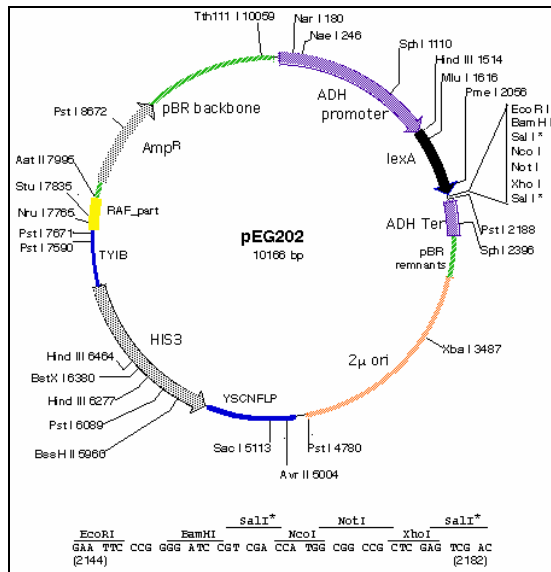 Tth111 I 10059
Nar I 180
Nae I 246
Sph I 1110
Hind III 1514
Mlu I 1616
Pme I 2056
EcoR I
BamH I
Sal I*
Nco I
Not I
Xho I
Sal I*
Pst I 8672
pBR backbone
ADH
promoter
Amp^R
lexA
Aat II 7995
Stu I 7835
RAF_part
Nru I 7765
Pst I 7671
Pst I 7590
TYIB
pEG202
10166 bp
ADH Ter
Pst I 2188
Sph I 2396
pBR
remnants
HIS3
2µ ori
Xba I 3487
Hind III 6464
BstX I 6380
Hind III 6277
Pst I 6089
BssH II 5966
YSCNFLP
Sac I 5113
Pst I 4780
Avr II 5004
SalI* NotI SalI*
EcoRI BamHI NcoI XhoI
GAA TTC CCG GGG ATC CGT CGA CCA TGG CGG CCG CTC GAG TCG AC
(2144) (2182)